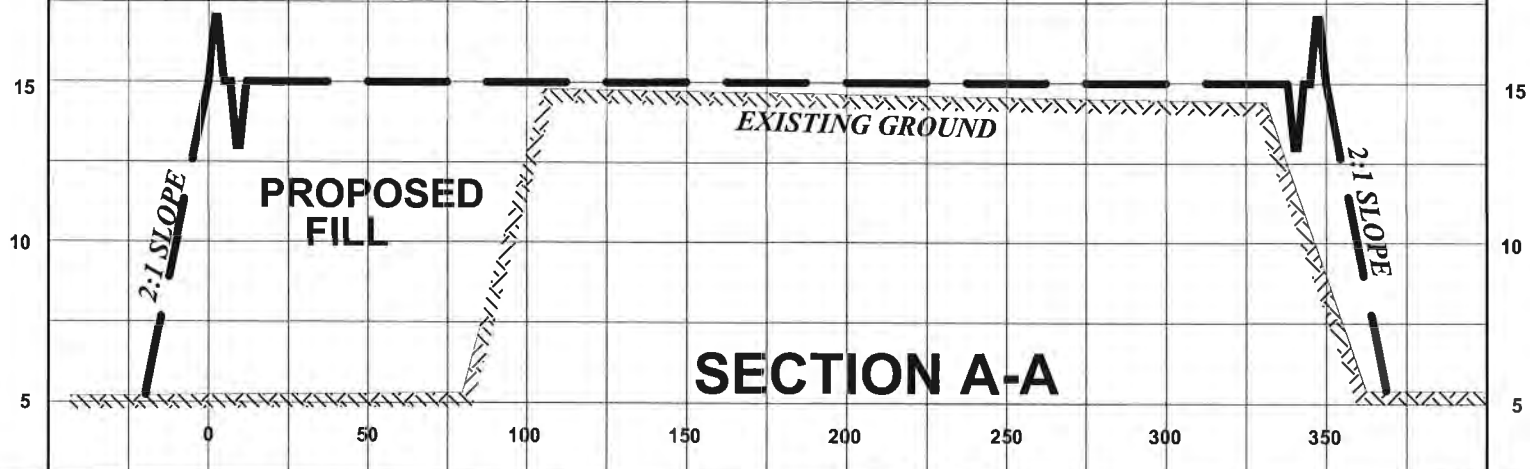 15
15
EXISTING GROUND
2:1 SLOPE
PROPOSED
FILL
2:1 SLOPE
10
10
SECTION A-A
5
5
0 50 100 150 200 250 300 350